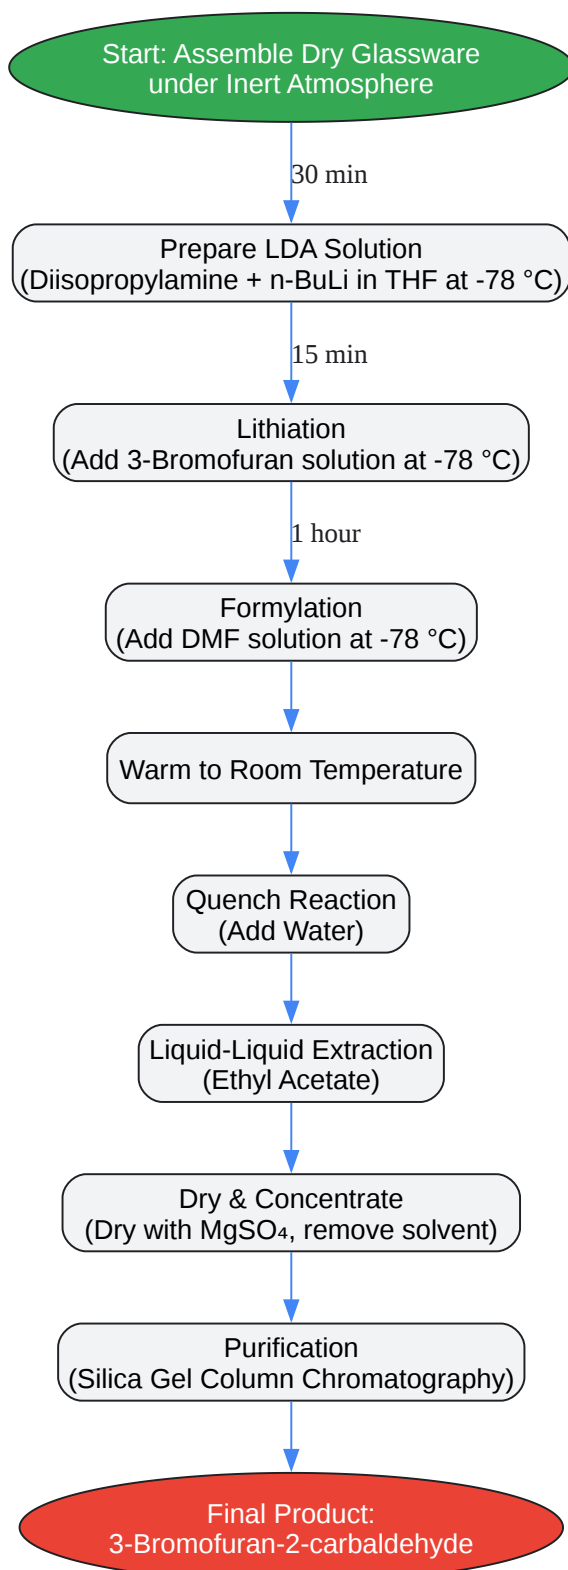 Start: Assemble Dry Glassware
under Inert Atmosphere
30 min
Prepare LDA Solution
(Diisopropylamine + n-BuLi in THF at -78 °C)
15 min
Lithiation
(Add 3-Bromofuran solution at -78 °C)
1 hour
Formylation
(Add DMF solution at -78 °C)
Warm to Room Temperature
Quench Reaction
(Add Water)
Liquid-Liquid Extraction
(Ethyl Acetate)
Dry & Concentrate
(Dry with MgSO₄, remove solvent)
Purification
(Silica Gel Column Chromatography)
Final Product:
3-Bromofuran-2-carbaldehyde